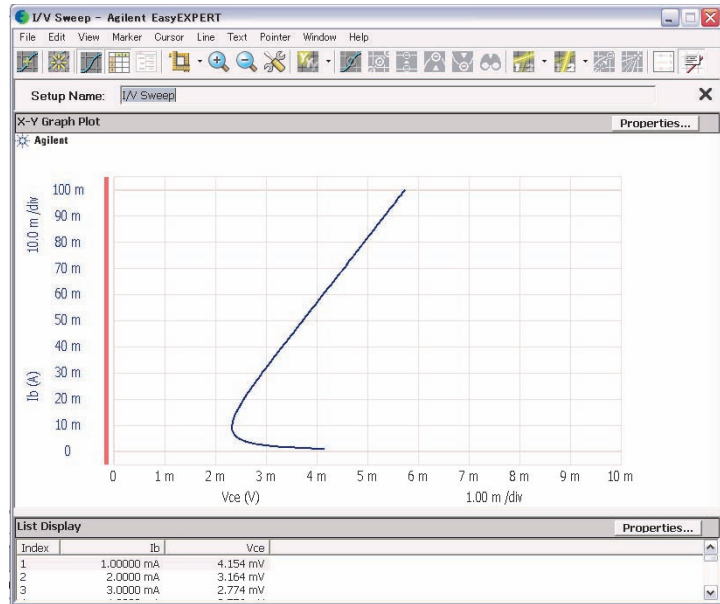 I/V Sweep - Agilent EasyEXPERT
File Edit View Marker Cursor Line Text Pointer Window Help
Setup Name: I/V Sweep
X-Y Graph Plot Properties...
Agilent
10.0 m /div
Ib (A)
100 m
90 m
80 m
70 m
60 m
50 m
40 m
30 m
20 m
10 m
0
0 1 m 2 m 3 m 4 m 5 m 6 m 7 m 8 m 9 m 10 m
Vce (V) 1.00 m /div
List Display Properties...
Index Ib Vce
1 1.00000 mA 4.154 mV
2 2.0000 mA 3.164 mV
3 3.0000 mA 2.774 mV